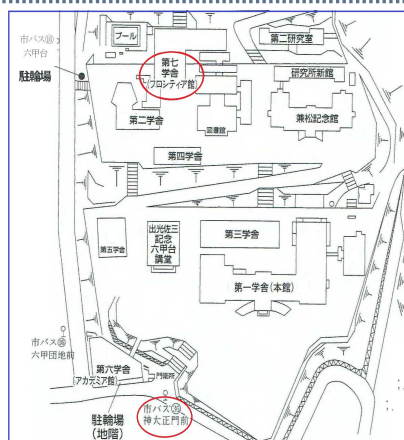 市バス㊱
六甲台
駐輪場
プール
第七
学舎
(フロンティア館)
第二研究室
研究所新館
第二学舎
図書館
兼松記念館
第四学舎
第五学舎
出光佐三
記念
六甲台
講堂
第三学舎
第一学舎(本館)
市バス㊱
六甲団地前
第六学舎
(アカデミア館)
門衛所
駐輪場
(地階)
市バス㊱
神大正門前